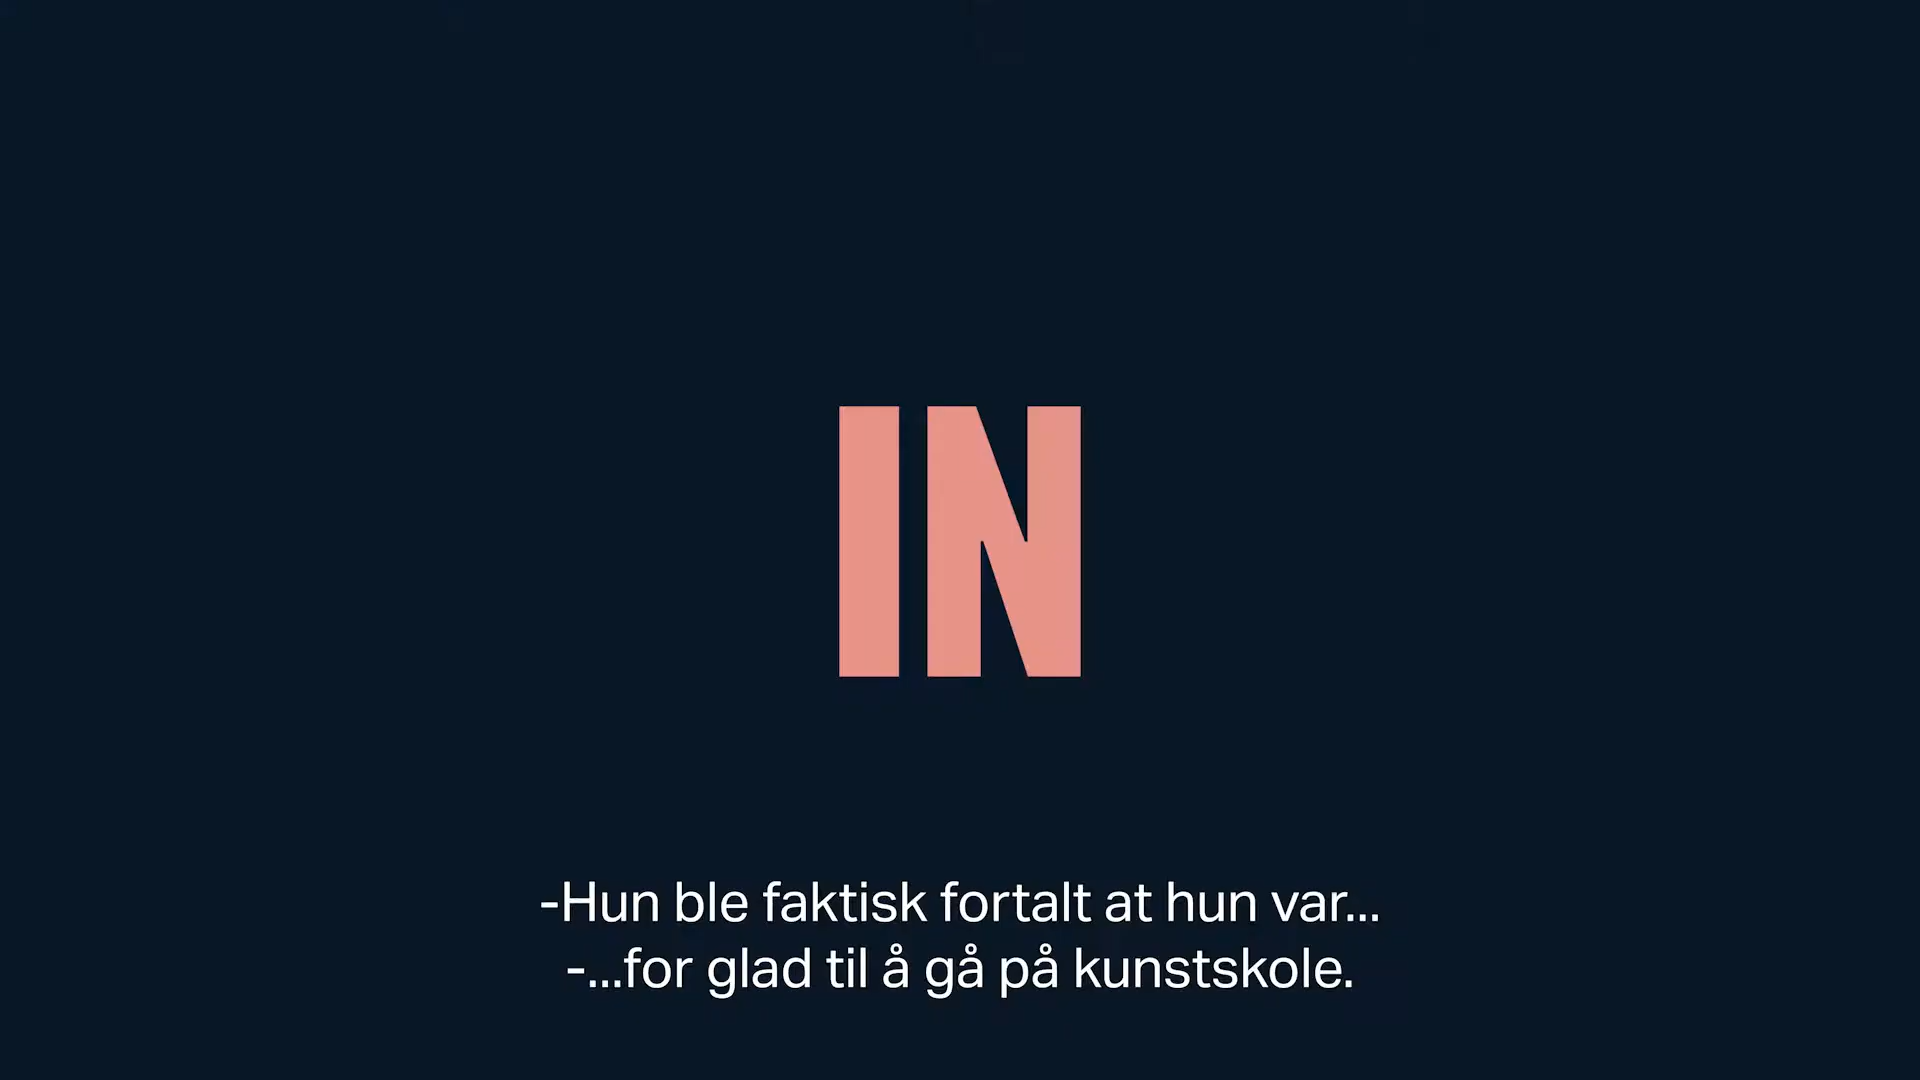 IN
-Hun ble faktisk fortalt at hun var...
-...for glad til å gå på kunstskole.